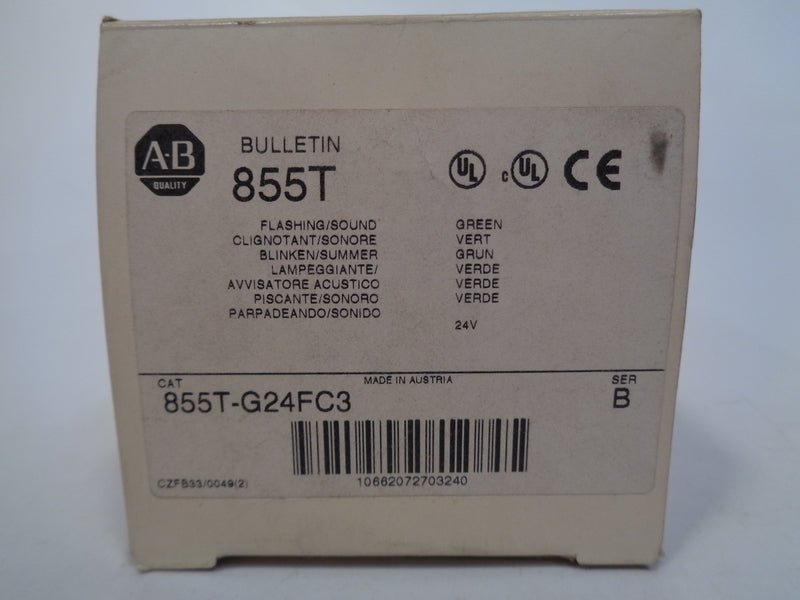 A-B
QUALITY
BULLETIN
855T
UL
c UL
CE
FLASHING/SOUND GREEN
CLIGNOTANT/SONORE VERT
BLINKEN/SUMMER GRUN
LAMPEGGIANTE/ VERDE
AVVISATORE ACUSTICO VERDE
PISCANTE/SONORO VERDE
PARPADEANDO/SONIDO
24V
CAT
MADE IN AUSTRIA
SER
855T-G24FC3
B
CZFB33/0049(2)
10662072703240